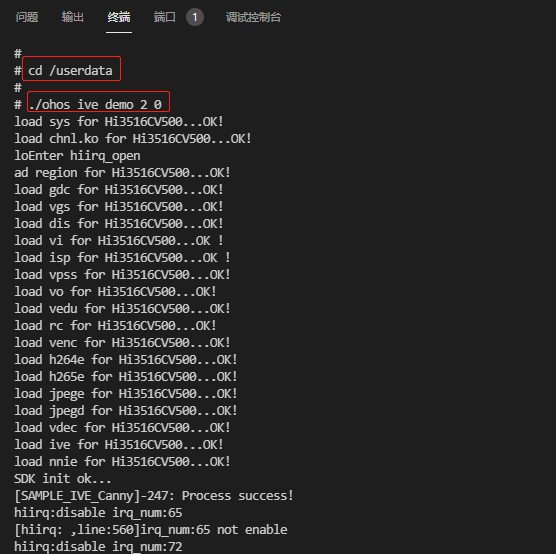 问题 输出 终端 端口 1 调试控制台
#
# cd /userdata
#
# ./ohos_ive_demo 2 0
load sys for Hi3516CV500...OK!
load chnl.ko for Hi3516CV500...OK!
loEnter hiirq_open
ad region for Hi3516CV500...OK!
load gdc for Hi3516CV500...OK!
load vgs for Hi3516CV500...OK!
load dis for Hi3516CV500...OK!
load vi for Hi3516CV500...OK !
load isp for Hi3516CV500...OK !
load vpss for Hi3516CV500...OK!
load vo for Hi3516CV500...OK!
load vedu for Hi3516CV500...OK!
load rc for Hi3516CV500...OK!
load venc for Hi3516CV500...OK!
load h264e for Hi3516CV500...OK!
load h265e for Hi3516CV500...OK!
load jpege for Hi3516CV500...OK!
load jpegd for Hi3516CV500...OK!
load vdec for Hi3516CV500...OK!
load ive for Hi3516CV500...OK!
load nnie for Hi3516CV500...OK!
SDK init ok...
[SAMPLE_IVE_Canny]-247: Process success!
hiirq:disable irq_num:65
[hiirq: ,line:560]irq_num:65 not enable
hiirq:disable irq_num:72